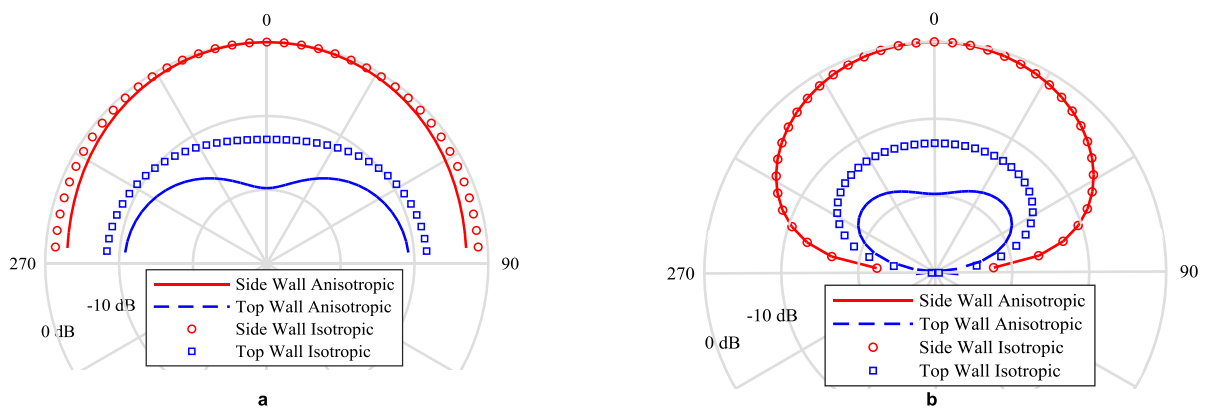 0
270
90
-10 dB
0 dB
Side Wall Anisotropic
Top Wall Anisotropic
Side Wall Isotropic
Top Wall Isotropic
a
0
270
90
-10 dB
0 dB
Side Wall Anisotropic
Top Wall Anisotropic
Side Wall Isotropic
Top Wall Isotropic
b